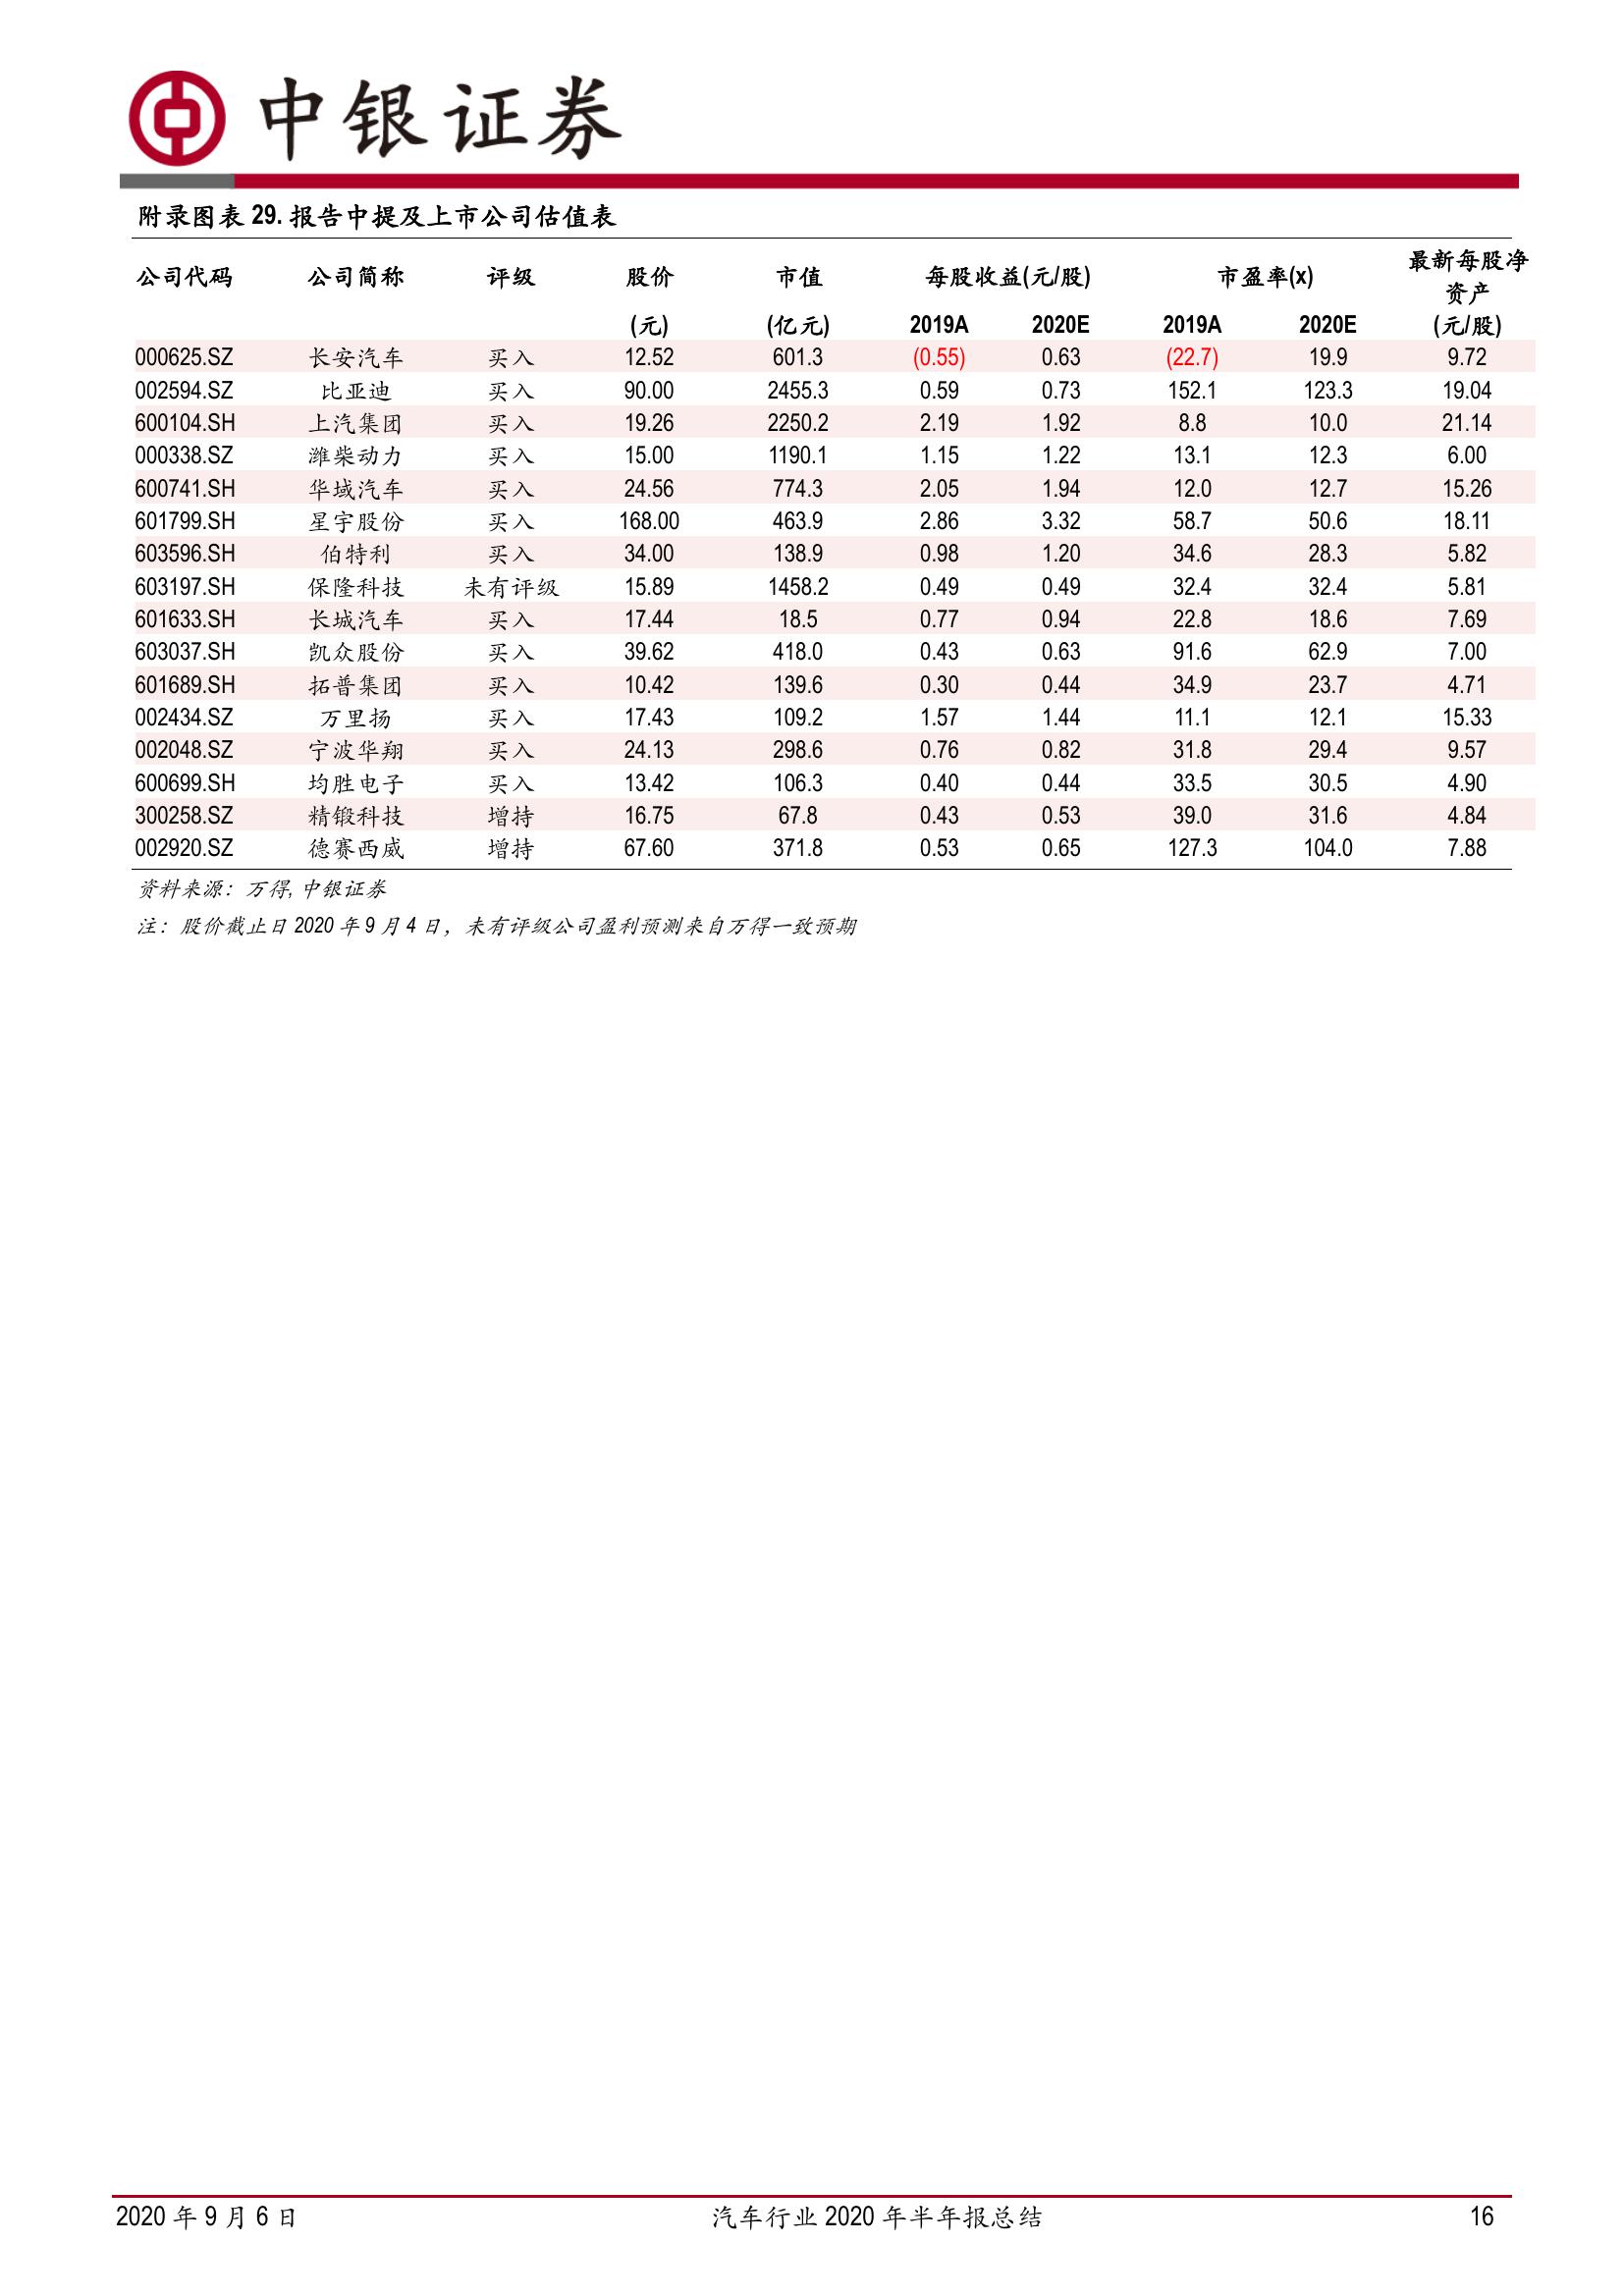 中银证券
附录图表 29. 报告中提及上市公司估值表
公司代码 公司简称 评级 股价 市值 每股收益(元/股) 市盈率(x) 最新每股净资产
(元) (亿元) 2019A 2020E 2019A 2020E (元/股)
000625.SZ 长安汽车 买入 12.52 601.3 (0.55) 0.63 (22.7) 19.9 9.72
002594.SZ 比亚迪 买入 90.00 2455.3 0.59 0.73 152.1 123.3 19.04
600104.SH 上汽集团 买入 19.26 2250.2 2.19 1.92 8.8 10.0 21.14
000338.SZ 潍柴动力 买入 15.00 1190.1 1.15 1.22 13.1 12.3 6.00
600741.SH 华域汽车 买入 24.56 774.3 2.05 1.94 12.0 12.7 15.26
601799.SH 星宇股份 买入 168.00 463.9 2.86 3.32 58.7 50.6 18.11
603596.SH 伯特利 买入 34.00 138.9 0.98 1.20 34.6 28.3 5.82
603197.SH 保隆科技 未有评级 15.89 1458.2 0.49 0.49 32.4 32.4 5.81
601633.SH 长城汽车 买入 17.44 18.5 0.77 0.94 22.8 18.6 7.69
603037.SH 凯众股份 买入 39.62 418.0 0.43 0.63 91.6 62.9 7.00
601689.SH 拓普集团 买入 10.42 139.6 0.30 0.44 34.9 23.7 4.71
002434.SZ 万里扬 买入 17.43 109.2 1.57 1.44 11.1 12.1 15.33
002048.SZ 宁波华翔 买入 24.13 298.6 0.76 0.82 31.8 29.4 9.57
600699.SH 均胜电子 买入 13.42 106.3 0.40 0.44 33.5 30.5 4.90
300258.SZ 精锻科技 增持 16.75 67.8 0.43 0.53 39.0 31.6 4.84
002920.SZ 德赛西威 增持 67.60 371.8 0.53 0.65 127.3 104.0 7.88
资料来源：万得, 中银证券
注：股价截止日 2020 年 9 月 4 日，未有评级公司盈利预测来自万得一致预期
2020 年 9 月 6 日 汽车行业 2020 年半年报总结 16